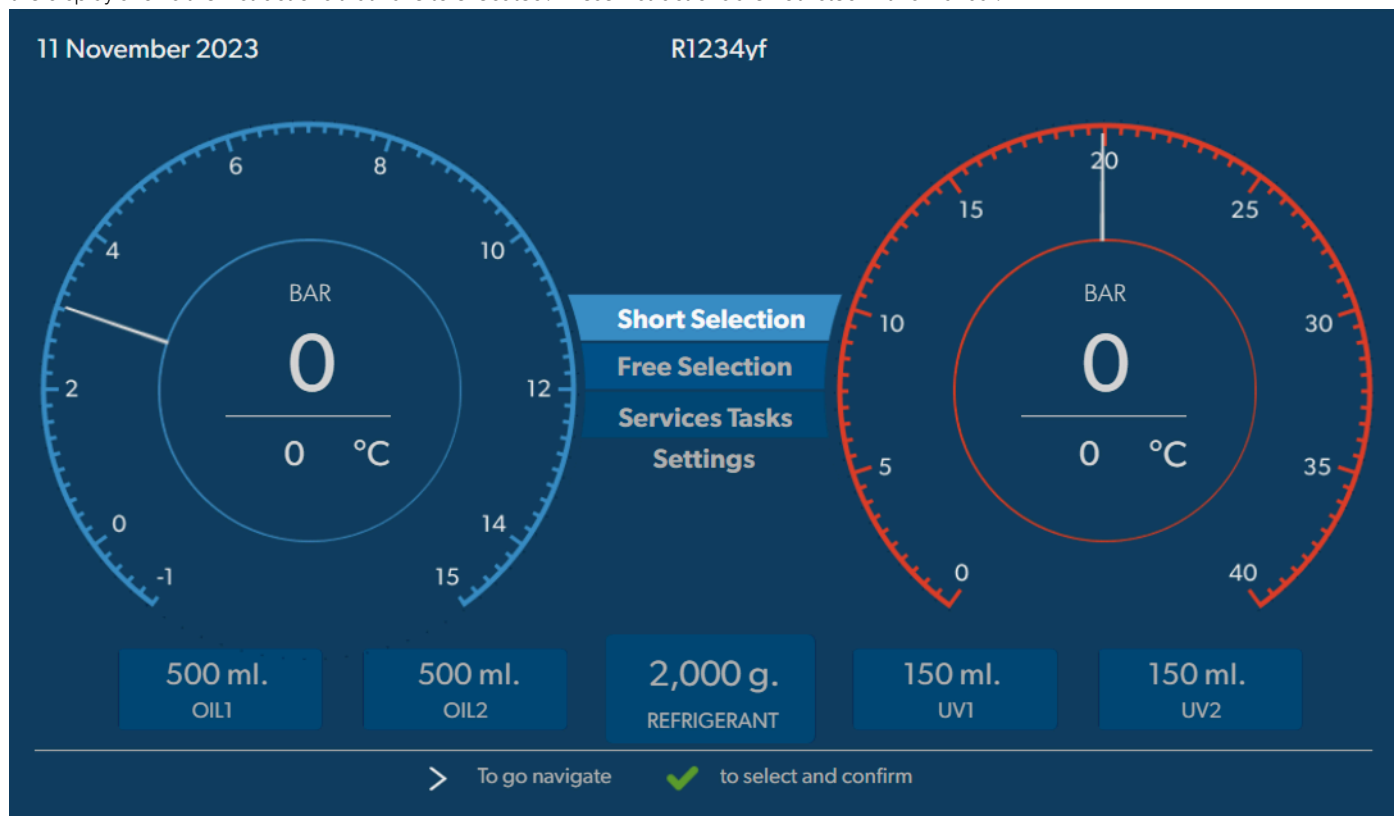 11 November 2023
R1234yf
6
8
4
10
BAR
0
2
12
0 °C
0
14
-1
15
Short Selection
Free Selection
Services Tasks
Settings
20
15
25
BAR
10
30
0
0 °C
5
35
0
40
500 ml.
OIL1
500 ml.
OIL2
2,000 g.
REFRIGERANT
150 ml.
UV1
150 ml.
UV2
To go navigate
to select and confirm